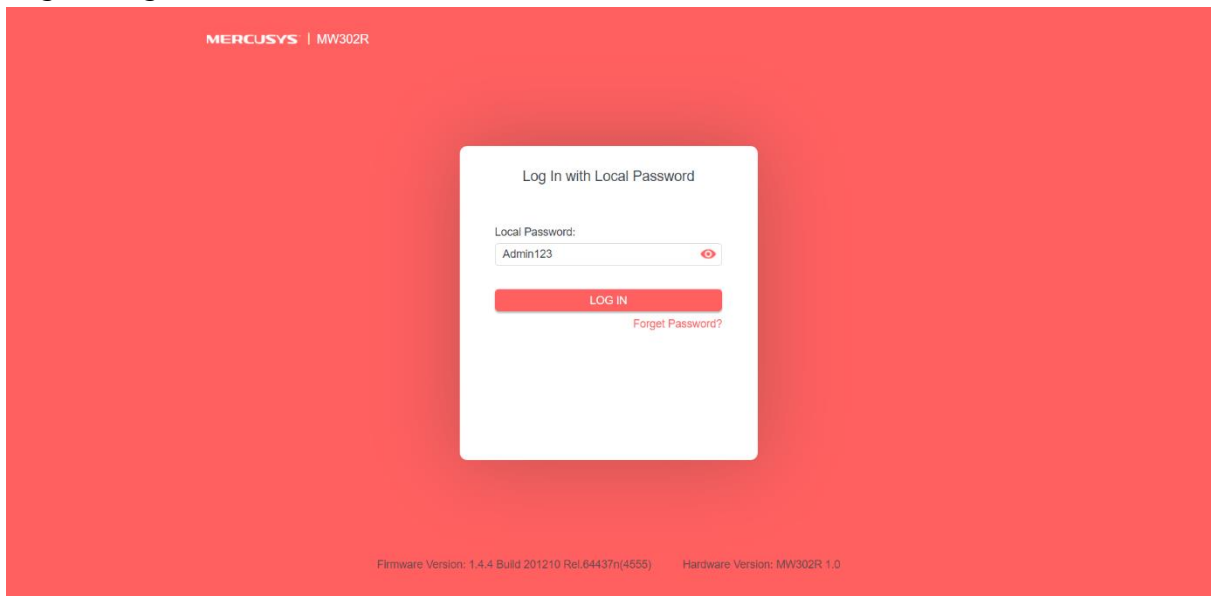 MERCUSYS | MW302R
Log In with Local Password
Local Password:
Admin123
LOG IN
Forget Password?
Firmware Version: 1.4.4 Build 201210 Rel.64437n(4555) Hardware Version: MW302R 1.0